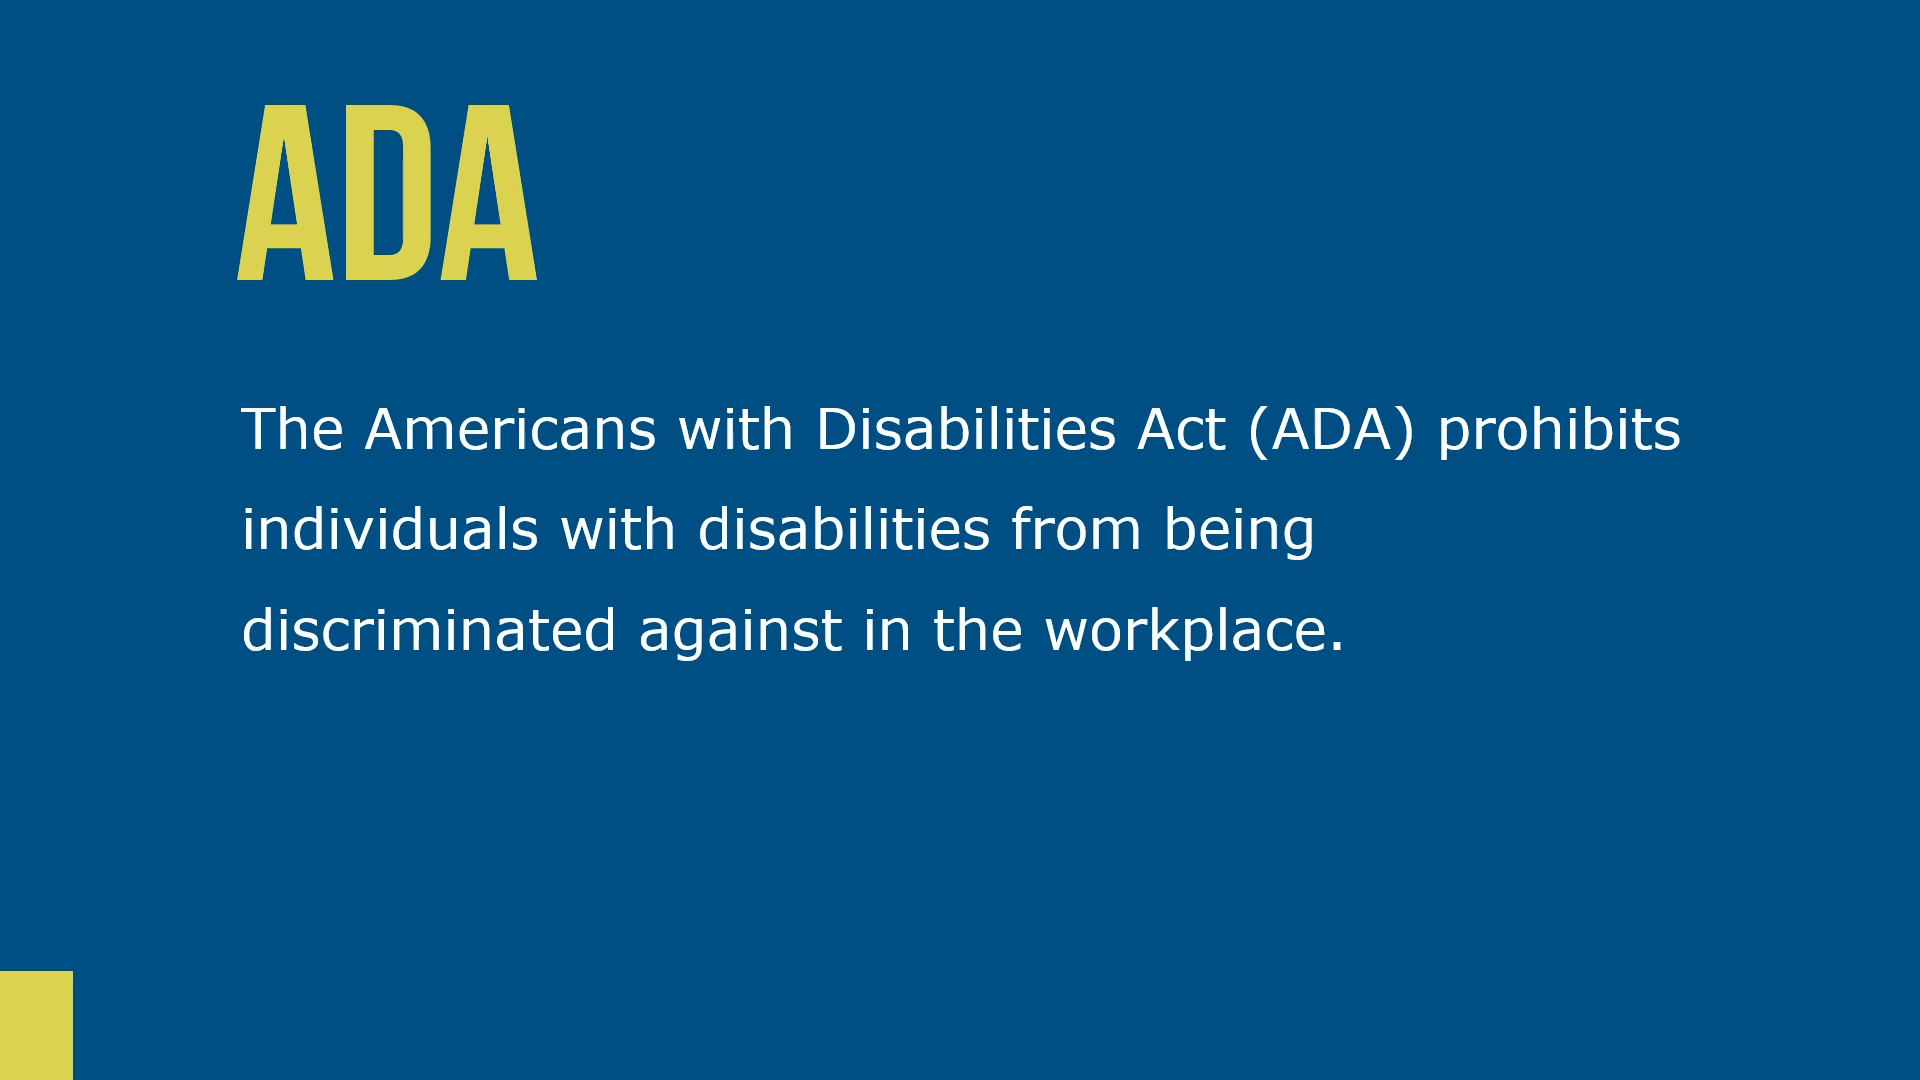 ADA
The Americans with Disabilities Act (ADA) prohibits
individuals with disabilities from being
discriminated against in the workplace.